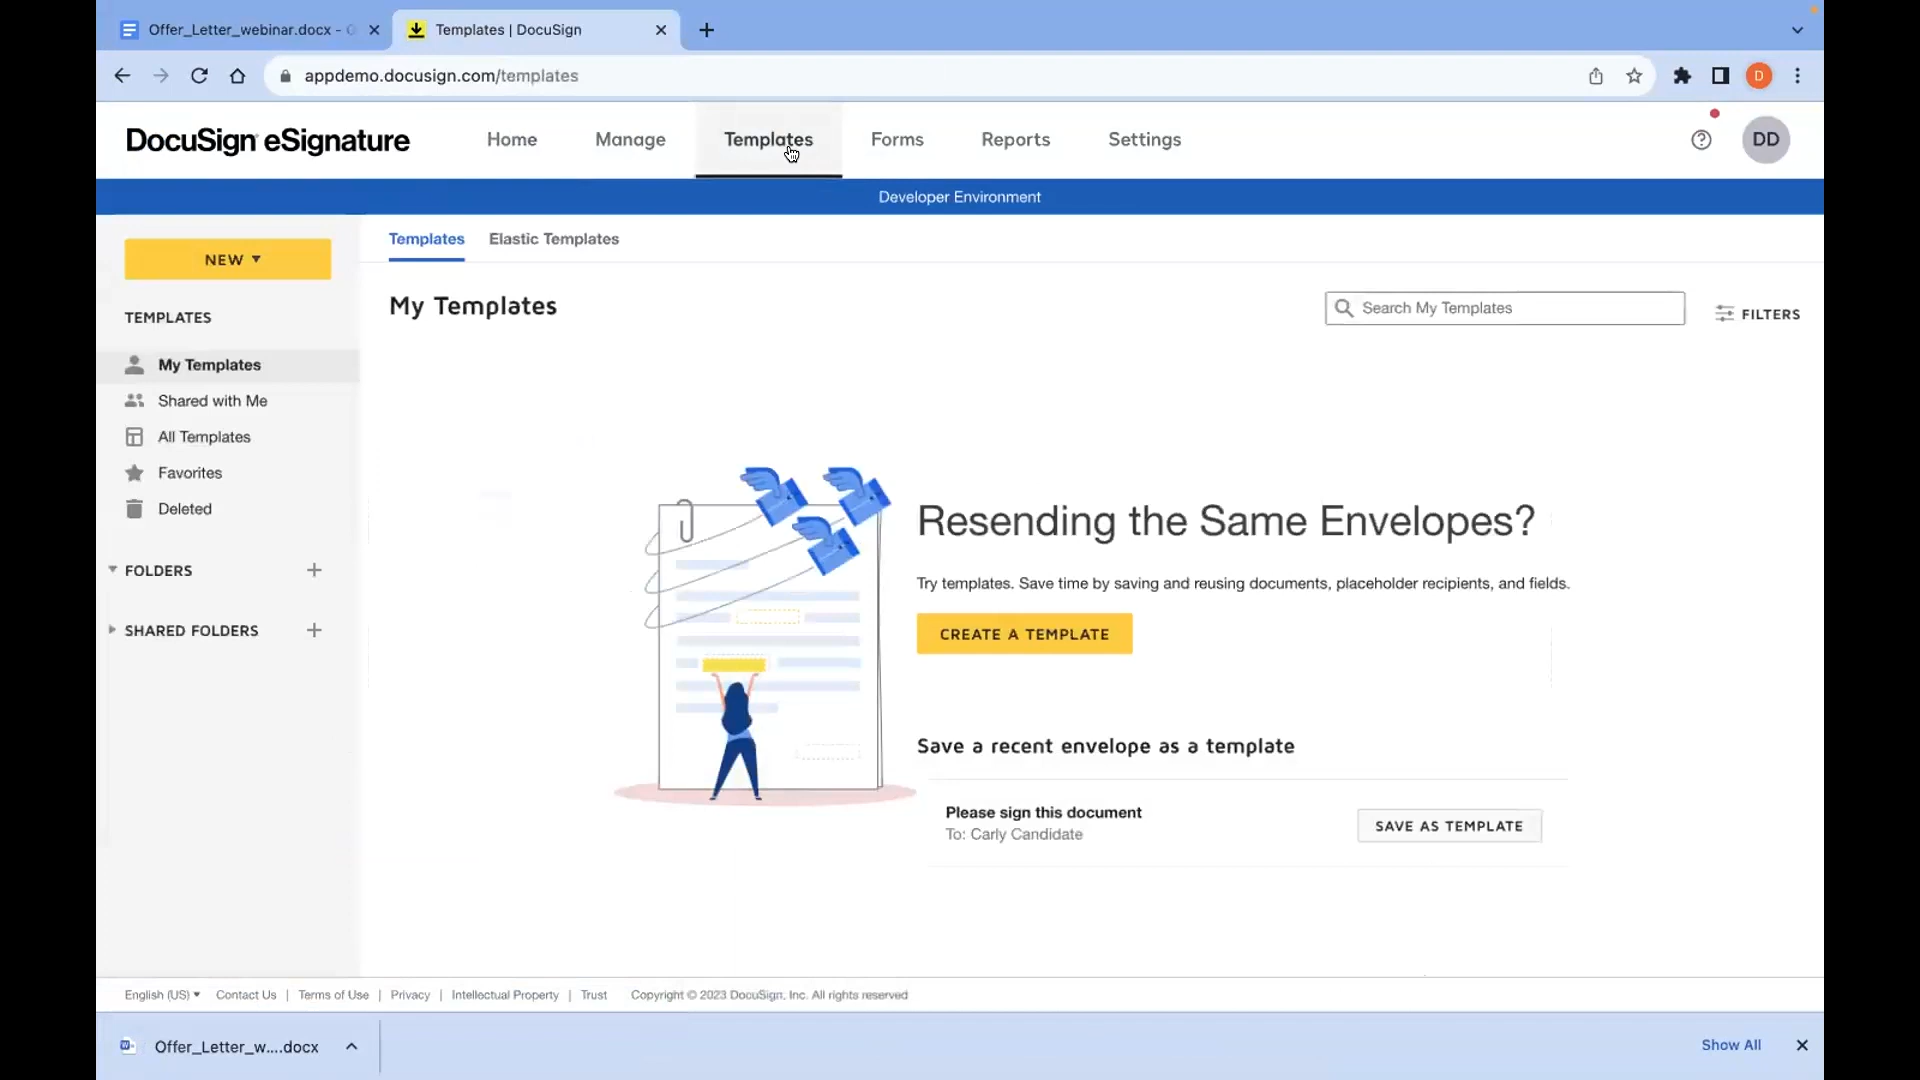 Offer_Letter_webinar.docx - G
Templates | DocuSign
appdemo.docusign.com/templates
D
DocuSign eSignature
Home
Manage
Templates
Forms
Reports
Settings
DD
Developer Environment
NEW
Templates
Elastic Templates
My Templates
Search My Templates
FILTERS
TEMPLATES
My Templates
Shared with Me
All Templates
Favorites
Deleted
FOLDERS
SHARED FOLDERS
Resending the Same Envelopes?
Try templates. Save time by saving and reusing documents, placeholder recipients, and fields.
CREATE A TEMPLATE
Save a recent envelope as a template
Please sign this document
To: Carly Candidate
SAVE AS TEMPLATE
English (US) Contact Us | Terms of Use | Privacy | Intellectual Property | Trust Copyright © 2023 DocuSign, Inc. All rights reserved
Offer_Letter_w....docx
Show All